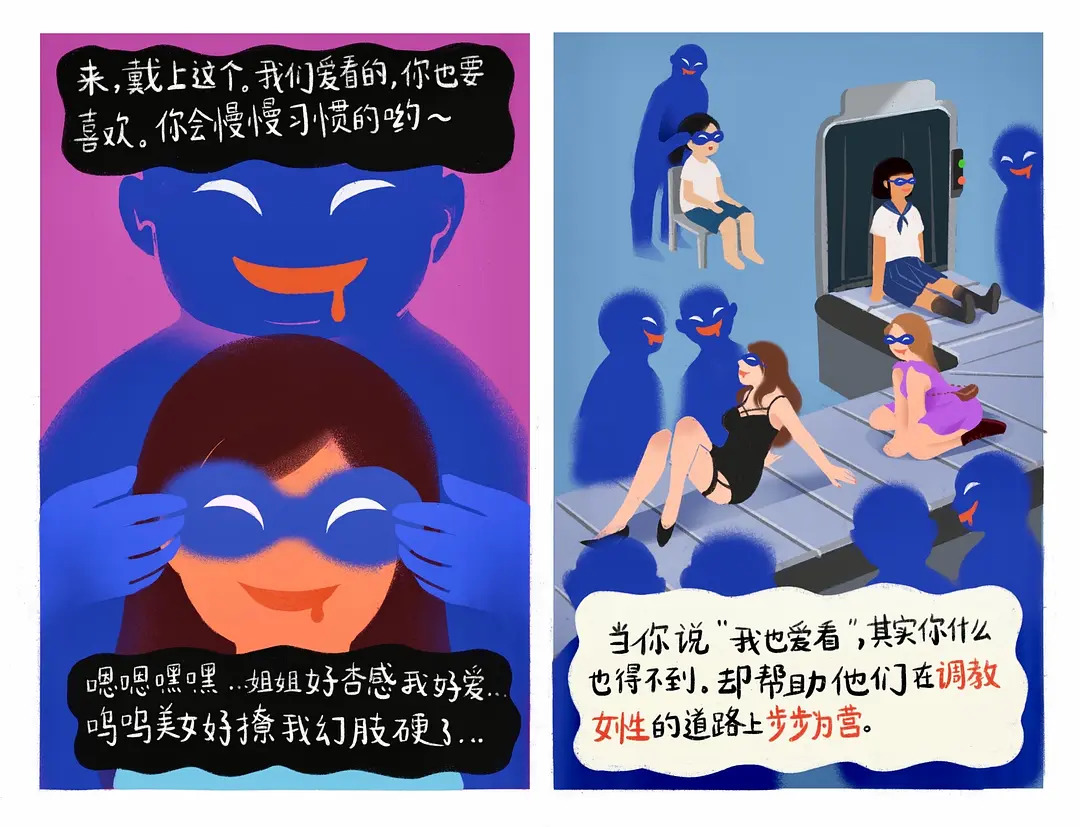 来,戴上这个。我们爱看的,你也要
喜欢。你会慢慢习惯的哟~
嗯嗯嘿嘿...姐姐好杏感我好爱...
呜呜美女好撩我幻肢硬了...
当你说"我也爱看",其实你什么
也得不到。却帮助他们在调教
女性的道路上步步为营。